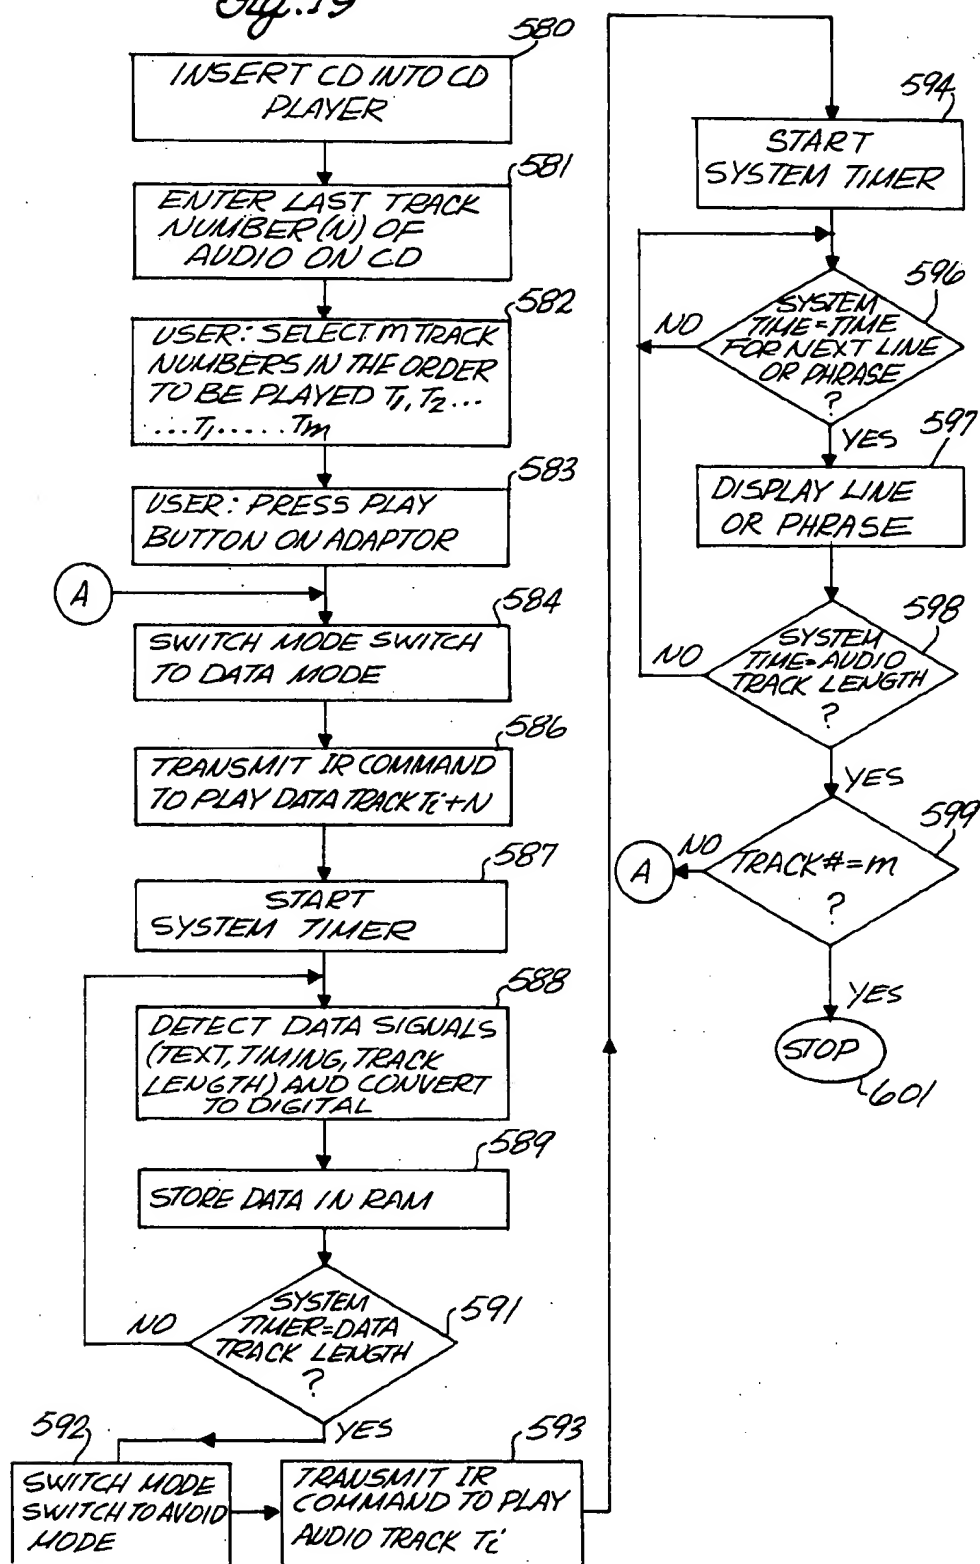 Fig. 19
580
INSERT CD INTO CD
PLAYER
581
ENTER LAST TRACK
NUMBER (N) OF
AUDIO ON CD
582
USER: SELECT M TRACK
NUMBERS IN THE ORDER
TO BE PLAYED T1, T2...
...T1.....Tm
583
USER: PRESS PLAY
BUTTON ON ADAPTOR
A
584
SWITCH MODE SWITCH
TO DATA MODE
586
TRANSMIT IR COMMAND
TO PLAY DATA TRACK Ti+N
587
START
SYSTEM TIMER
588
DETECT DATA SIGNALS
(TEXT, TIMING, TRACK
LENGTH) AND CONVERT
TO DIGITAL
589
STORE DATA IN RAM
591
SYSTEM
TIMER=DATA
TRACK LENGTH
?
NO
YES
592
SWITCH MODE
SWITCH TO AUDIO
MODE
593
TRANSMIT IR
COMMAND TO PLAY
AUDIO TRACK Ti
594
START
SYSTEM TIMER
596
SYSTEM
TIME=TIME
FOR NEXT LINE
OR PHRASE
?
NO
YES
597
DISPLAY LINE
OR PHRASE
598
SYSTEM
TIME=AUDIO
TRACK LENGTH
?
NO
YES
599
TRACK#=m
?
NO
A
YES
STOP
601